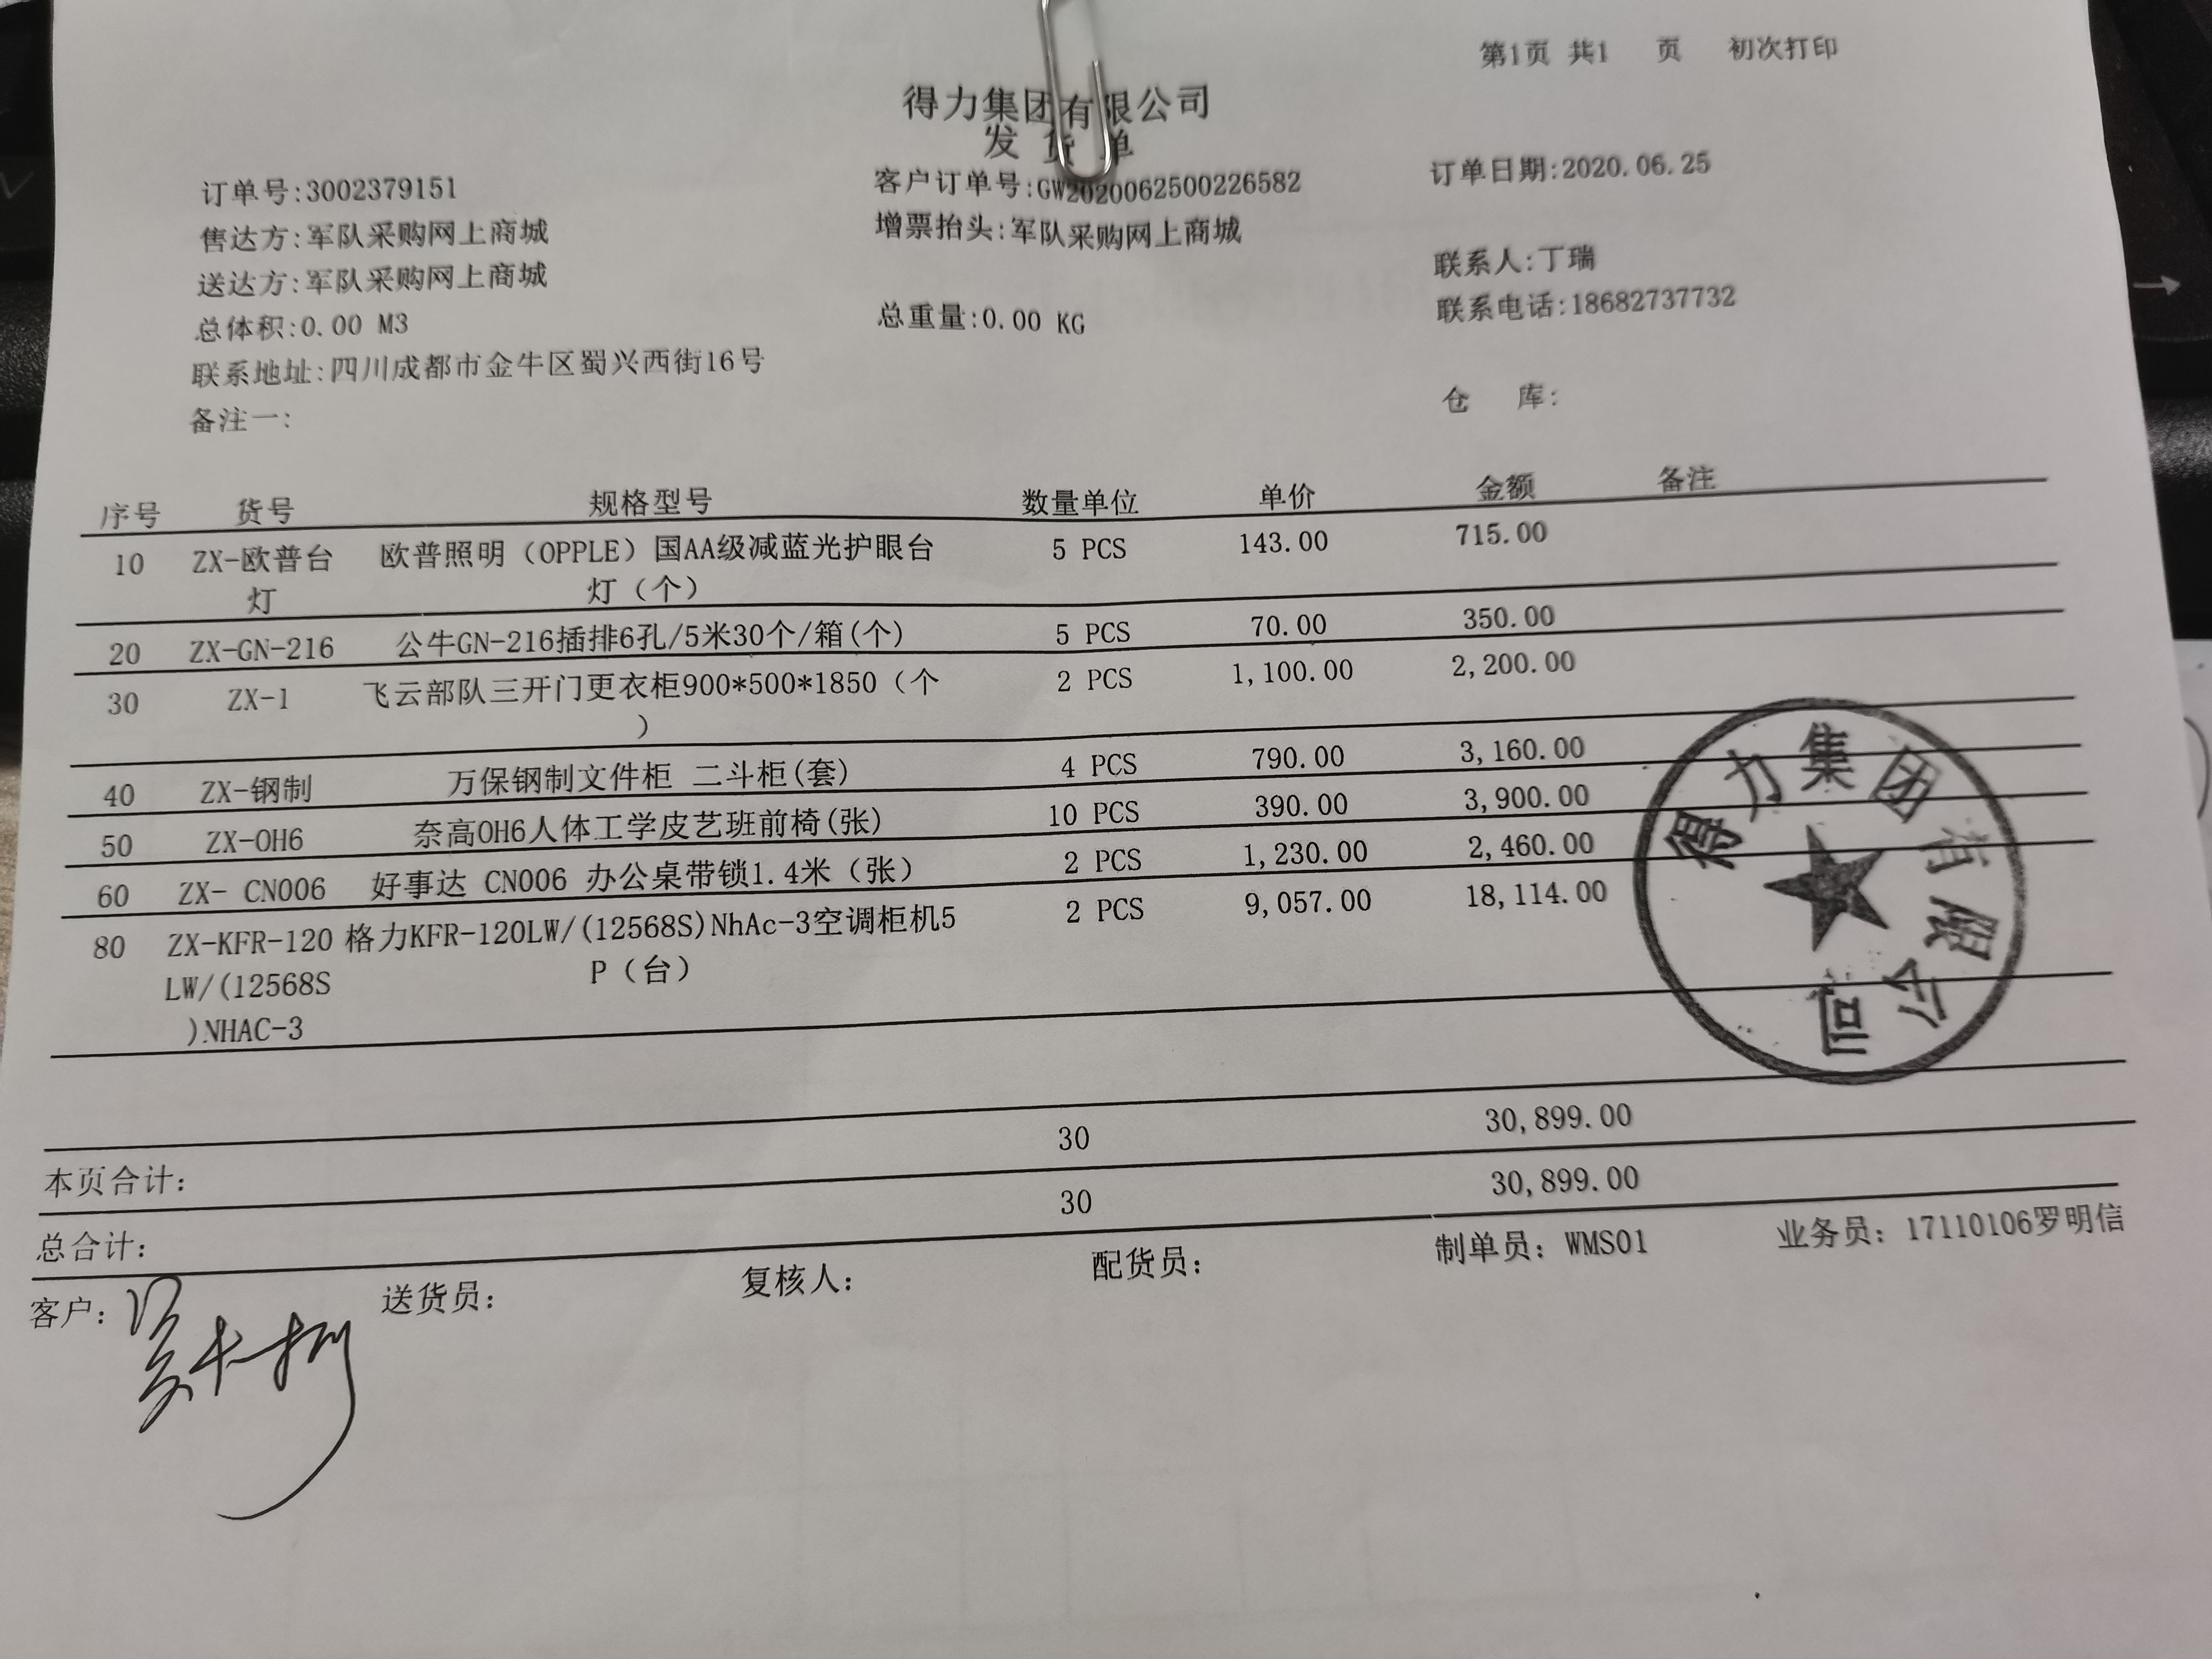 第1页 共1 页 初次打印
得力集团有限公司
发 货 单
订单号:3002379151 客户订单号:GW2020062500226582 订单日期:2020.06.25
售达方:军队采购网上商城 增票抬头:军队采购网上商城
送达方:军队采购网上商城 联系人:丁瑞
总体积:0.00 M3 总重量:0.00 KG 联系电话:18682737732
联系地址:四川成都市金牛区蜀兴西街16号
备注一: 仓 库:
序号 货号 规格型号 数量单位 单价 金额 备注
10 ZX-欧普台 欧普照明（OPPLE）国AA级减蓝光护眼台 5 PCS 143.00 715.00
灯 灯（个）
20 ZX-GN-216 公牛GN-216插排6孔/5米30个/箱(个) 5 PCS 70.00 350.00
30 ZX-1 飞云部队三开门更衣柜900*500*1850（个 2 PCS 1,100.00 2,200.00
）
40 ZX-钢制 万保钢制文件柜 二斗柜(套) 4 PCS 790.00 3,160.00
50 ZX-OH6 奈高OH6人体工学皮艺班前椅(张) 10 PCS 390.00 3,900.00
60 ZX- CN006 好事达 CN006 办公桌带锁1.4米（张） 2 PCS 1,230.00 2,460.00
80 ZX-KFR-120 格力KFR-120LW/(12568S)NhAc-3空调柜机5 2 PCS 9,057.00 18,114.00
LW/(12568S P（台）
)NHAC-3
得力集团有限公司
本页合计: 30 30,899.00
总合计: 30 30,899.00
客户: 送货员: 复核人: 配货员: 制单员: WMS01 业务员: 17110106罗明信